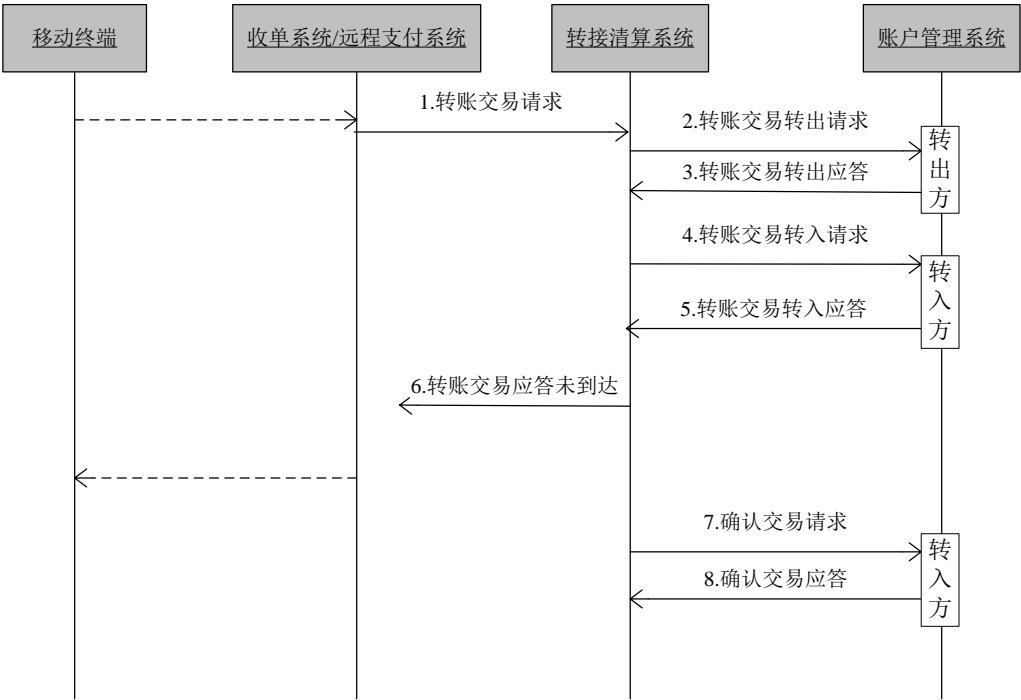 移动终端
收单系统/远程支付系统
转接清算系统
账户管理系统
1.转账交易请求
2.转账交易转出请求
转出方
3.转账交易转出应答
4.转账交易转入请求
转入方
5.转账交易转入应答
6.转账交易应答未到达
7.确认交易请求
转入方
8.确认交易应答